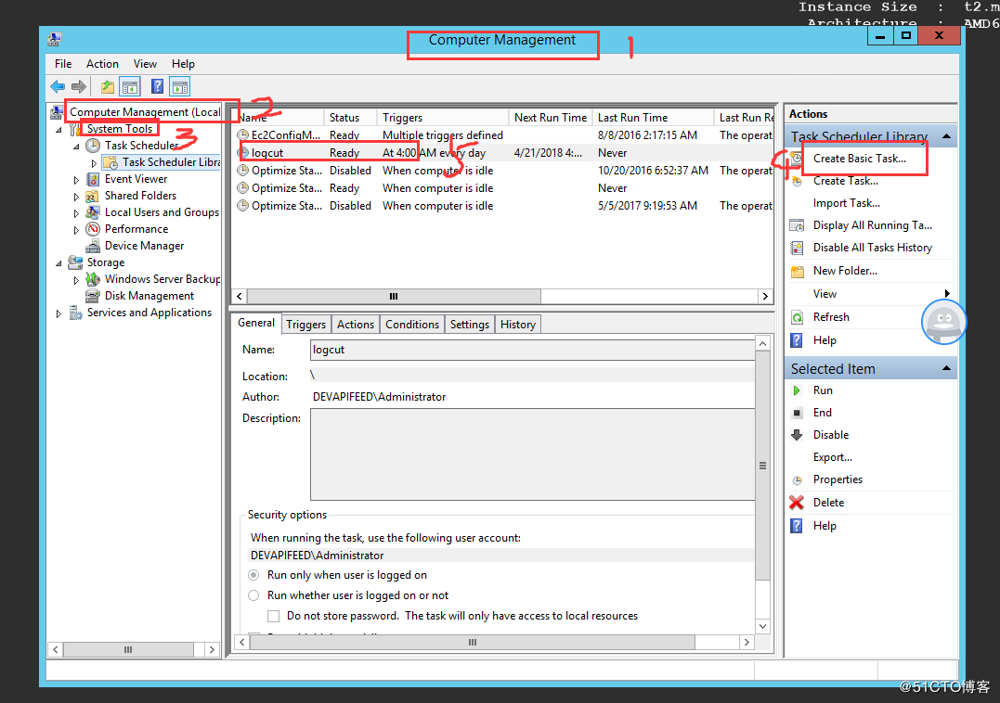 Instance Size : t2.m
Architecture : AMD6
Computer Management
1
File Action View Help
Computer Management (Local
2
System Tools
3
Task Scheduler
Task Scheduler Libra
Event Viewer
Shared Folders
Local Users and Groups
Performance
Device Manager
Storage
Windows Server Backup
Disk Management
Services and Applications
Name Status Triggers Next Run Time Last Run Time Last Run Re
Ec2ConfigM... Ready Multiple triggers defined 8/8/2016 2:17:15 AM The operat
logcut Ready At 4:00 AM every day 4/21/2018 4:... Never
5
Optimize Sta... Disabled When computer is idle 10/20/2016 6:52:37 AM The operat
Optimize Sta... Ready When computer is idle Never
Optimize Sta... Disabled When computer is idle 5/5/2017 9:19:53 AM The operat
General Triggers Actions Conditions Settings History
Name: logcut
Location: \
Author: DEVAPIFEED\Administrator
Description:
Security options
When running the task, use the following user account:
DEVAPIFEED\Administrator
Run only when user is logged on
Run whether user is logged on or not
Do not store password. The task will only have access to local resources
Actions
Task Scheduler Library
4
Create Basic Task...
Create Task...
Import Task...
Display All Running Ta...
Disable All Tasks History
New Folder...
View
Refresh
Help
Selected Item
Run
End
Disable
Export...
Properties
Delete
Help
@51CTO博客